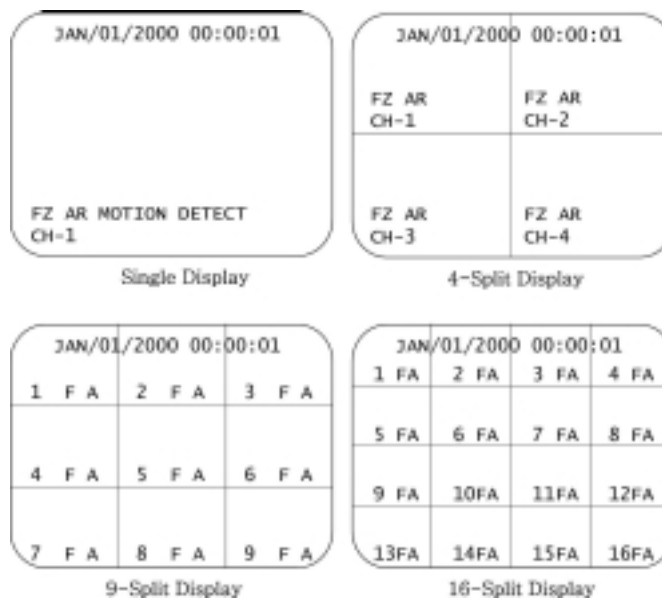 JAN/01/2000 00:00:01
FZ AR MOTION DETECT
CH-1
Single Display
JAN/01/2000 00:00:01
FZ AR FZ AR
CH-1 CH-2
FZ AR FZ AR
CH-3 CH-4
4-Split Display
JAN/01/2000 00:00:01
1 F A 2 F A 3 F A
4 F A 5 F A 6 F A
7 F A 8 F A 9 F A
9-Split Display
JAN/01/2000 00:00:01
1 FA 2 FA 3 FA 4 FA
5 FA 6 FA 7 FA 8 FA
9 FA 10FA 11FA 12FA
13FA 14FA 15FA 16FA
16-Split Display